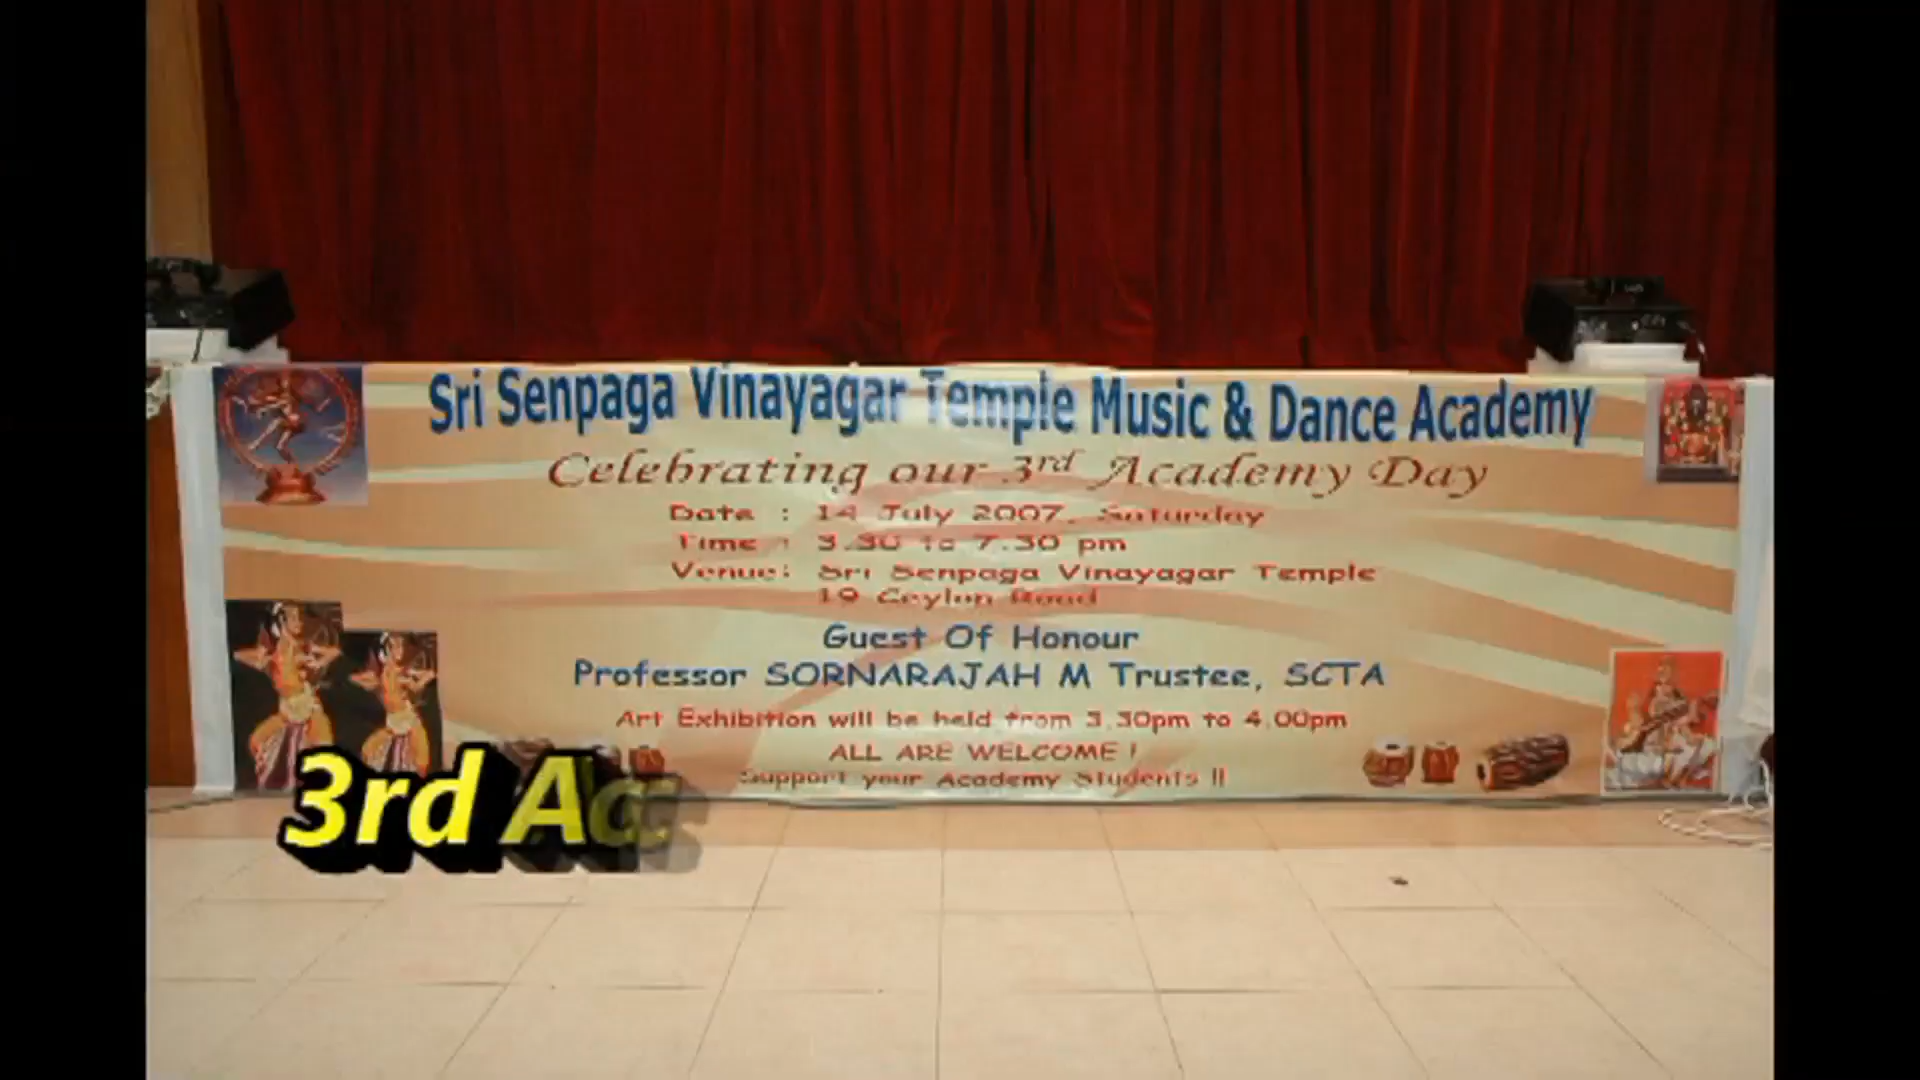 Sri Senpaga Vinayagar Temple Music & Dance Academy
Celebrating our 3rd Academy Day
Date : 14 July 2007, Saturday
Time : 3.30 to 7.30 pm
Venue: Sri Senpaga Vinayagar Temple
19 Ceylon Road
Guest Of Honour
Professor SORNARAJAH M Trustee, SCTA
Art Exhibition will be held from 3.30pm to 4.00pm
ALL ARE WELCOME !
Support your Academy Students !!
3rd Ac